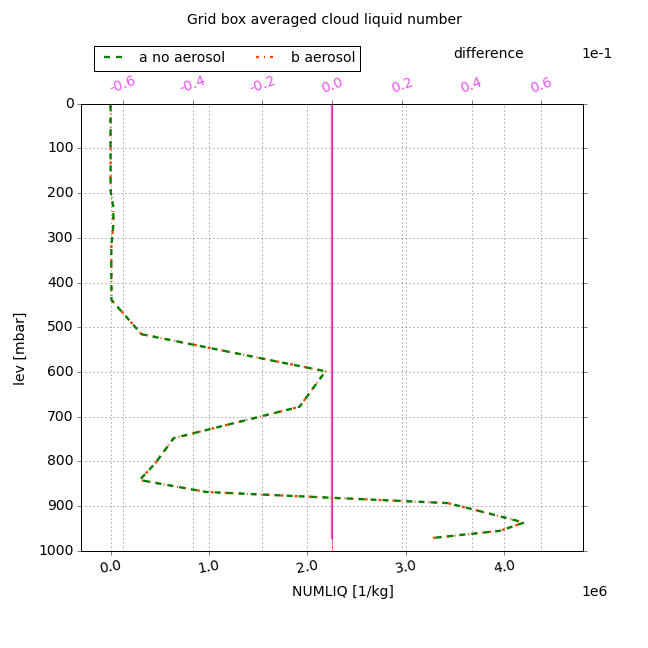 Grid box averaged cloud liquid number
a no aerosol b aerosol difference 1e-1
-0.6 -0.4 -0.2 0.0 0.2 0.4 0.6
0
100
200
300
400
500
600
700
800
900
1000
lev [mbar]
0.0 1.0 2.0 3.0 4.0
NUMLIQ [1/kg] 1e6